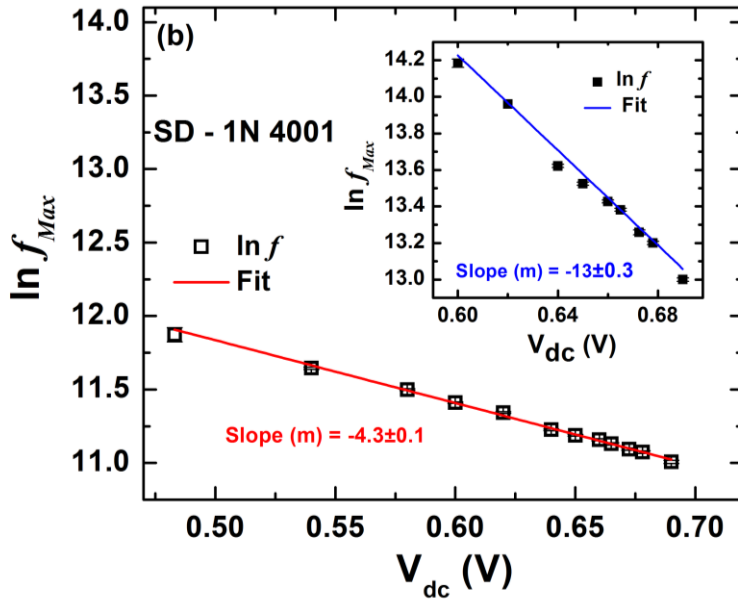 (b)
SD - 1N 4001
ln f_Max
14.0
13.5
13.0
12.5
12.0
11.5
11.0
ln f
Fit
Slope (m) = -4.3±0.1
0.50
0.55
0.60
0.65
0.70
V_dc (V)
ln f_Max
14.2
14.0
13.8
13.6
13.4
13.2
13.0
ln f
Fit
Slope (m) = -13±0.3
0.60
0.64
0.68
V_dc (V)